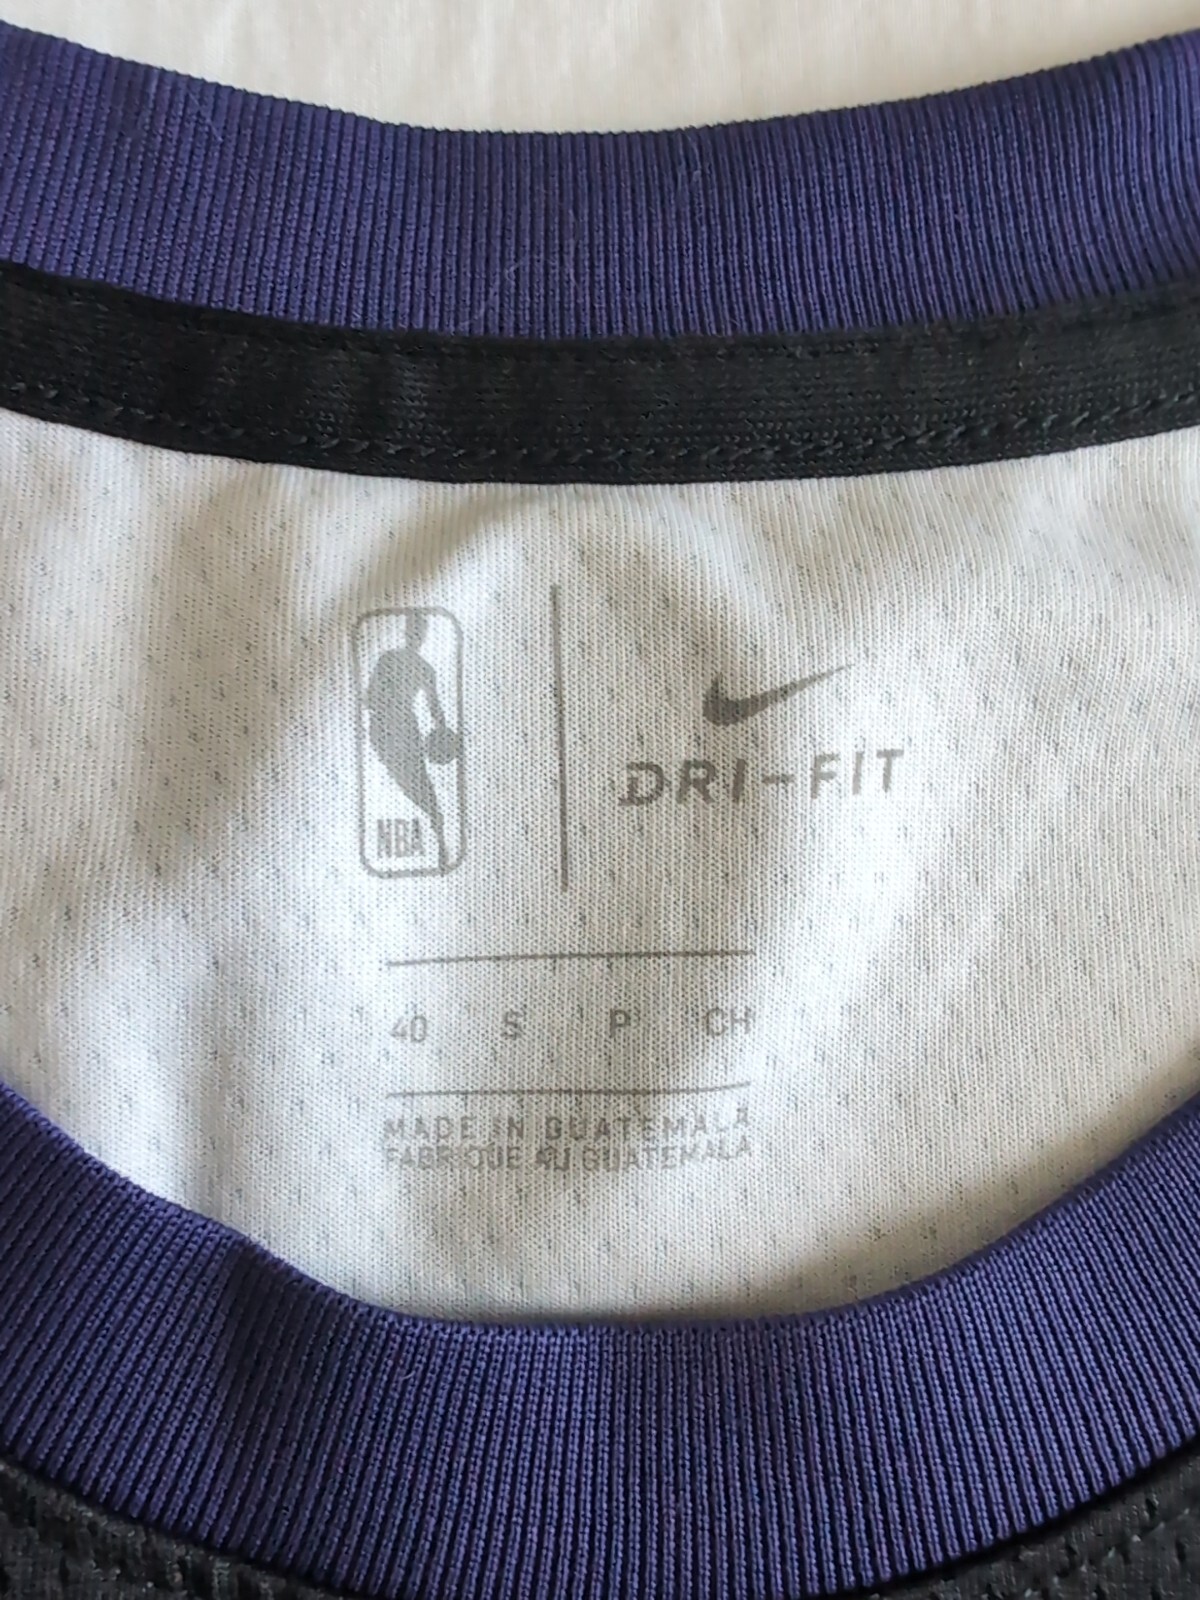 NBA
DRI-FIT
40 S P CH
MADE IN GUATEMALA
FABRIQUE AU GUATEMALA